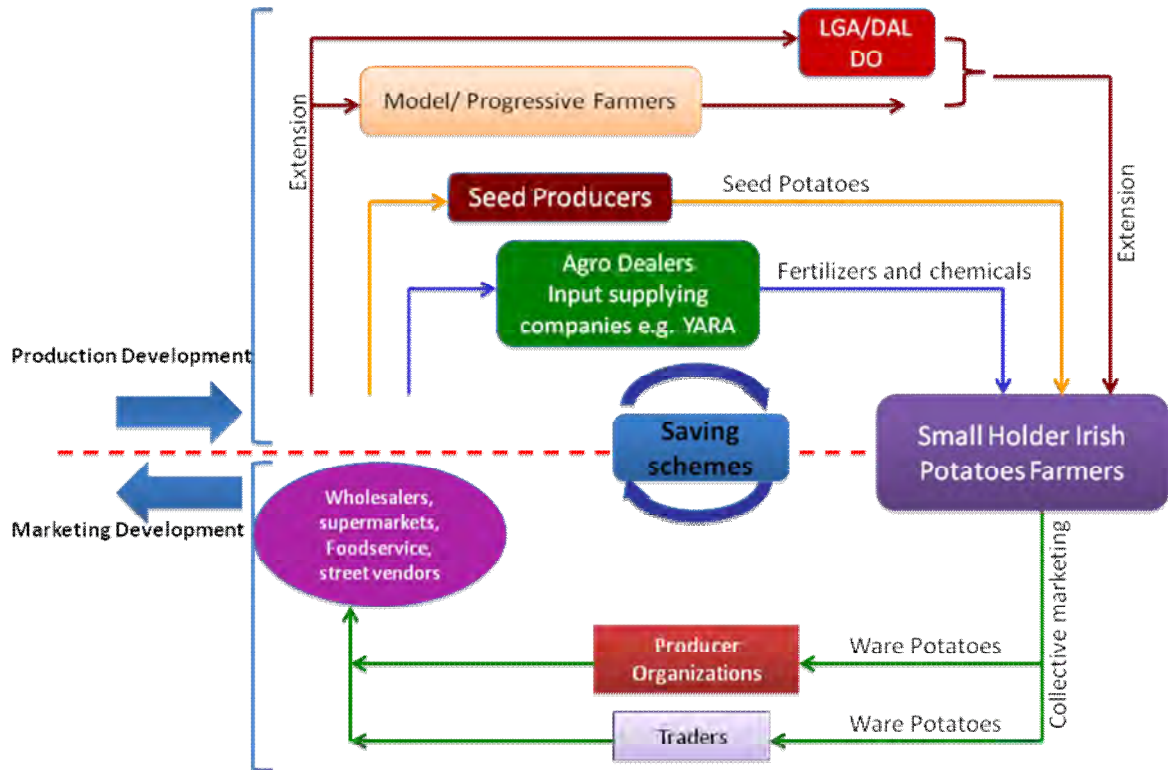 LGA/DAL
DO
Model/ Progressive Farmers
Extension
Seed Producers
Seed Potatoes
Extension
Agro Dealers
Input supplying
companies e.g. YARA
Fertilizers and chemicals
Production Development
Saving
schemes
Small Holder Irish
Potatoes Farmers
Marketing Development
Wholesalers,
supermarkets,
Foodservice,
street vendors
Collective marketing
Producer
Organizations
Ware Potatoes
Traders
Ware Potatoes